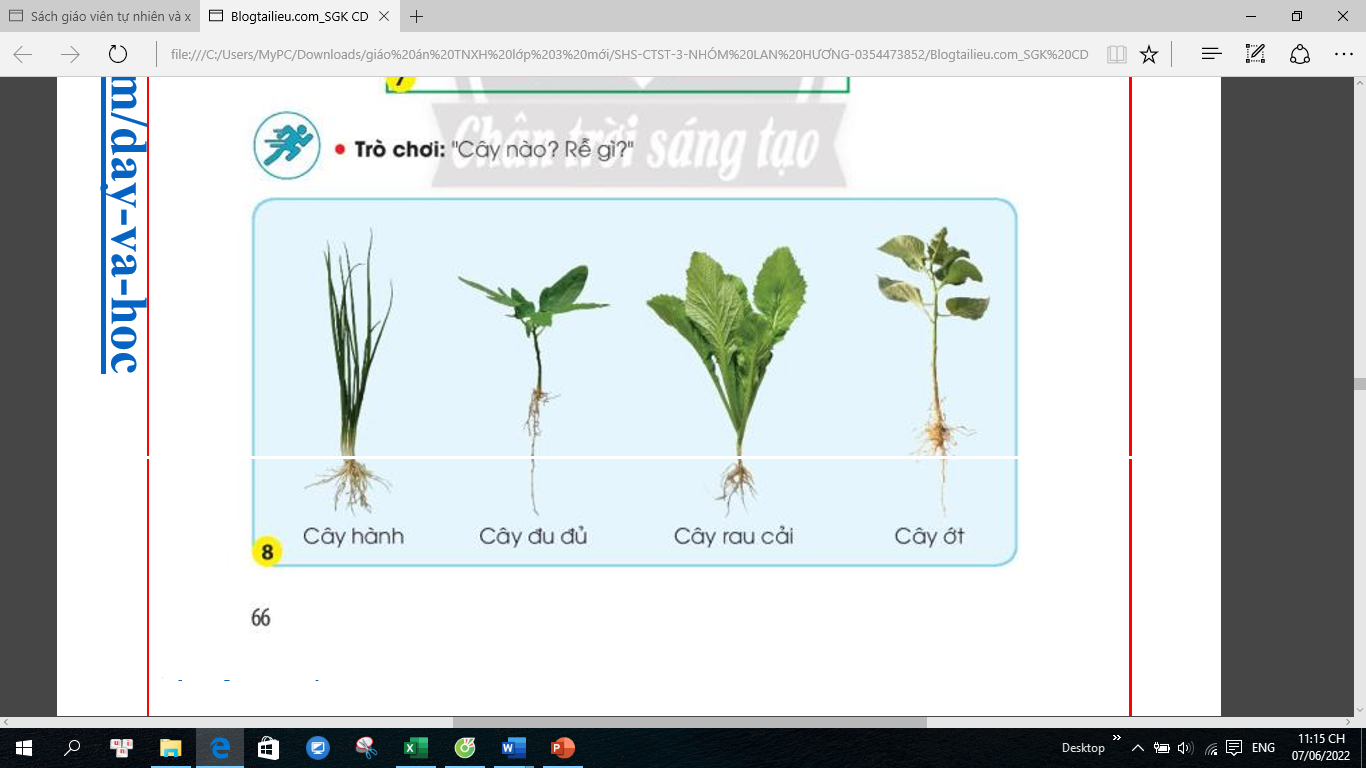 Sách giáo viên tự nhiên và x
Blogtailieu.com_SGK CD
file:///C:/Users/MyPC/Downloads/giáo%20án%20TNXH%20lớp%203%20mới/SHS-CTST-3-NHÓM%20LAN%20HƯƠNG-0354473852/Blogtailieu.com_SGK%20CD
m/day-va-hoc
7
Chân trời sáng tạo
• Trò chơi: "Cây nào? Rễ gì?"
Cây hành Cây đu đủ Cây rau cải Cây ớt
8
66
Desktop
ENG
11:15 CH
07/06/2022